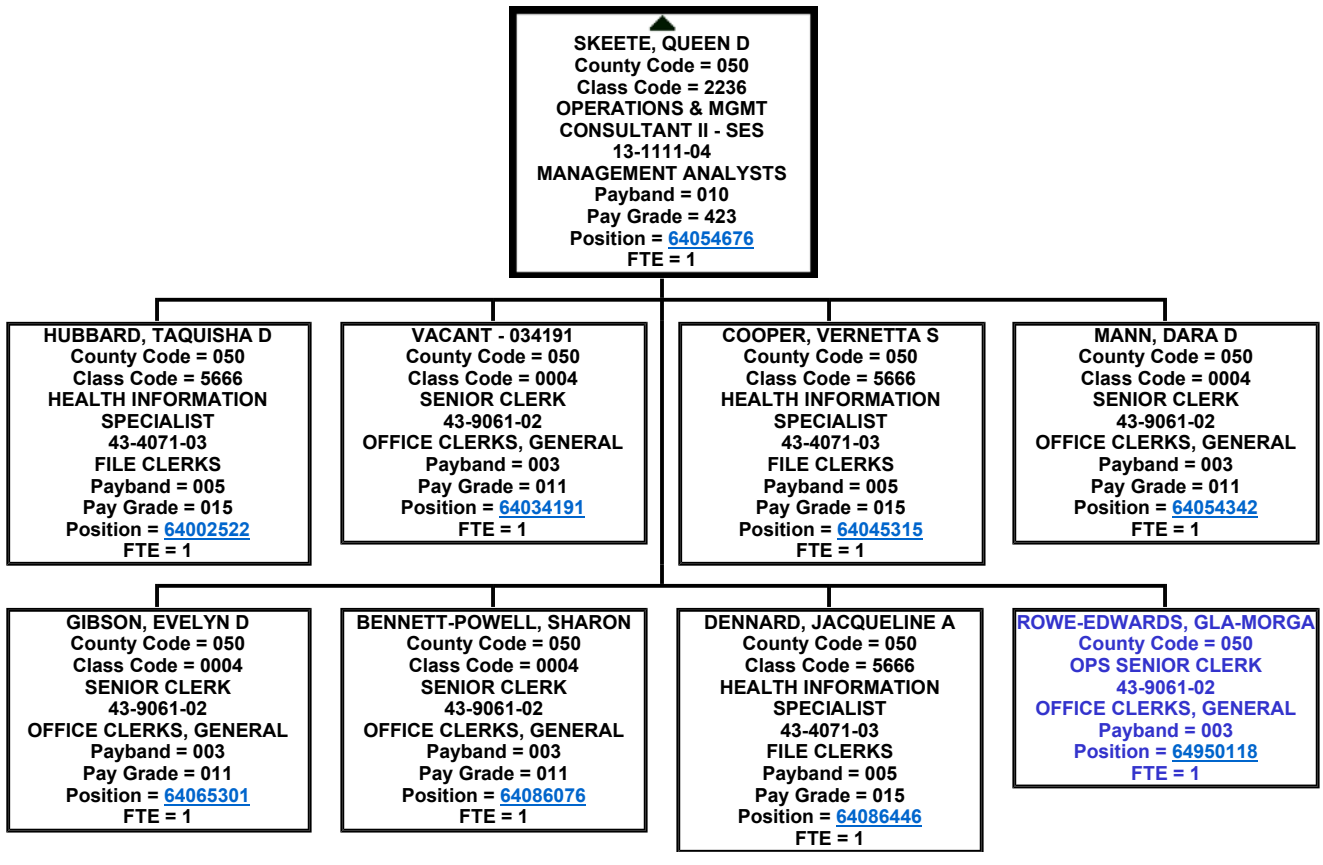 SKEETE, QUEEN D
County Code = 050
Class Code = 2236
OPERATIONS & MGMT
CONSULTANT II - SES
13-1111-04
MANAGEMENT ANALYSTS
Payband = 010
Pay Grade = 423
Position = 64054676
FTE = 1
HUBBARD, TAQUISHA D
County Code = 050
Class Code = 5666
HEALTH INFORMATION
SPECIALIST
43-4071-03
FILE CLERKS
Payband = 005
Pay Grade = 015
Position = 64002522
FTE = 1
VACANT - 034191
County Code = 050
Class Code = 0004
SENIOR CLERK
43-9061-02
OFFICE CLERKS, GENERAL
Payband = 003
Pay Grade = 011
Position = 64034191
FTE = 1
COOPER, VERNETTA S
County Code = 050
Class Code = 5666
HEALTH INFORMATION
SPECIALIST
43-4071-03
FILE CLERKS
Payband = 005
Pay Grade = 015
Position = 64045315
FTE = 1
MANN, DARA D
County Code = 050
Class Code = 0004
SENIOR CLERK
43-9061-02
OFFICE CLERKS, GENERAL
Payband = 003
Pay Grade = 011
Position = 64054342
FTE = 1
GIBSON, EVELYN D
County Code = 050
Class Code = 0004
SENIOR CLERK
43-9061-02
OFFICE CLERKS, GENERAL
Payband = 003
Pay Grade = 011
Position = 64065301
FTE = 1
BENNETT-POWELL, SHARON
County Code = 050
Class Code = 0004
SENIOR CLERK
43-9061-02
OFFICE CLERKS, GENERAL
Payband = 003
Pay Grade = 011
Position = 64086076
FTE = 1
DENNARD, JACQUELINE A
County Code = 050
Class Code = 5666
HEALTH INFORMATION
SPECIALIST
43-4071-03
FILE CLERKS
Payband = 005
Pay Grade = 015
Position = 64086446
FTE = 1
ROWE-EDWARDS, GLA-MORGA
County Code = 050
OPS SENIOR CLERK
43-9061-02
OFFICE CLERKS, GENERAL
Payband = 003
Position = 64950118
FTE = 1